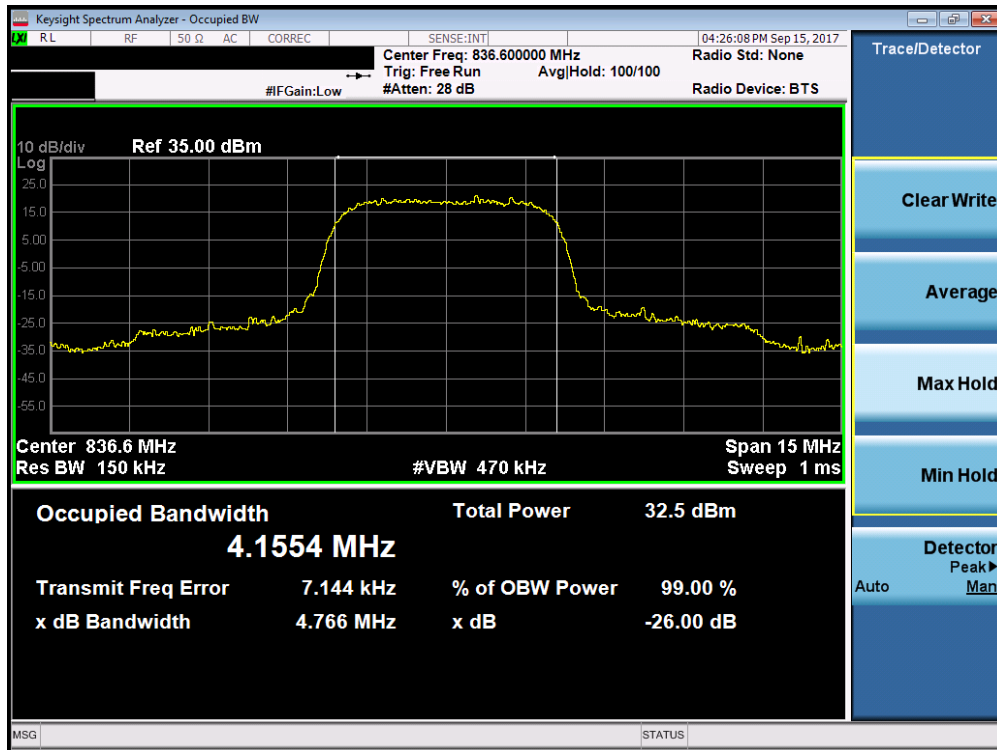 Keysight Spectrum Analyzer - Occupied BW
LXI RL RF 50 Ω AC CORREC SENSE:INT 04:26:08 PM Sep 15, 2017
Center Freq: 836.600000 MHz Radio Std: None
Trig: Free Run Avg|Hold: 100/100
#IFGain:Low #Atten: 28 dB Radio Device: BTS
10 dB/div Ref 35.00 dBm
Log
25.0
15.0
5.00
-5.00
-15.0
-25.0
-35.0
-45.0
-55.0
Center 836.6 MHz Span 15 MHz
Res BW 150 kHz #VBW 470 kHz Sweep 1 ms
Occupied Bandwidth Total Power 32.5 dBm
4.1554 MHz
Transmit Freq Error 7.144 kHz % of OBW Power 99.00 %
x dB Bandwidth 4.766 MHz x dB -26.00 dB
MSG STATUS
Trace/Detector
Clear Write
Average
Max Hold
Min Hold
Detector
Peak▶
Auto Man